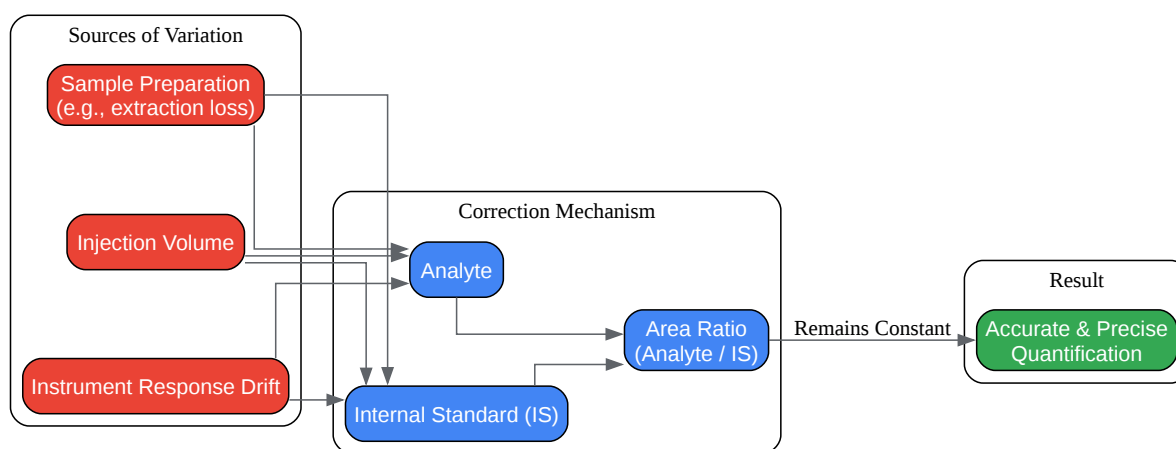 Sources of Variation
Sample Preparation
(e.g., extraction loss)
Injection Volume
Instrument Response Drift
Correction Mechanism
Analyte
Internal Standard (IS)
Area Ratio
(Analyte / IS)
Remains Constant
Result
Accurate & Precise
Quantification